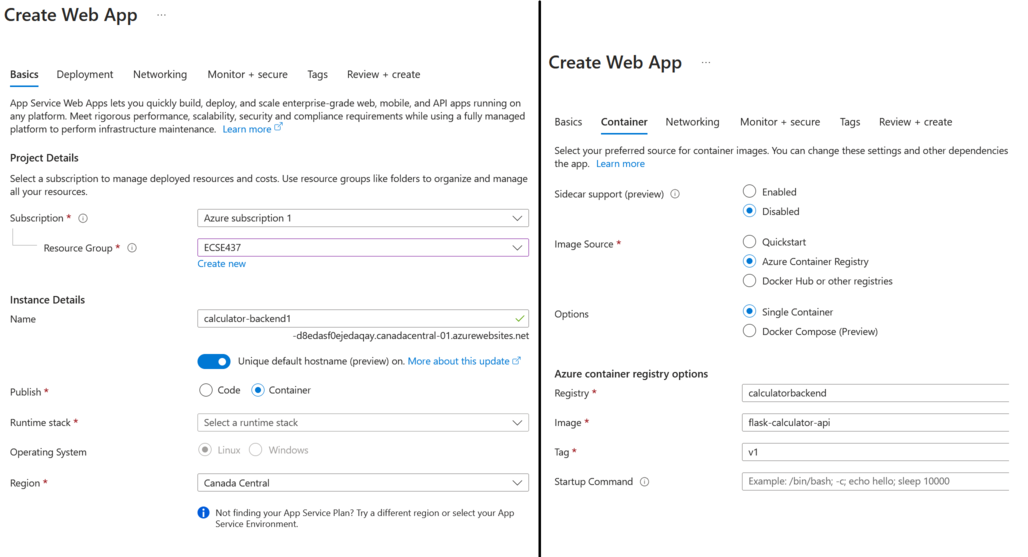 Create Web App ...
Basics Deployment Networking Monitor + secure Tags Review + create
App Service Web Apps lets you quickly build, deploy, and scale enterprise-grade web, mobile, and API apps running on
any platform. Meet rigorous performance, scalability, security and compliance requirements while using a fully managed
platform to perform infrastructure maintenance. Learn more
Project Details
Select a subscription to manage deployed resources and costs. Use resource groups like folders to organize and manage
all your resources.
Subscription *
Azure subscription 1
Resource Group *
ECSE437
Create new
Instance Details
Name
calculator-backend1
-d8edasf0ejedaqay.canadacentral-01.azurewebsites.net
Unique default hostname (preview) on. More about this update
Publish *
Code Container
Runtime stack *
Select a runtime stack
Operating System
Linux Windows
Region *
Canada Central
Not finding your App Service Plan? Try a different region or select your App
Service Environment.
Create Web App ...
Basics Container Networking Monitor + secure Tags Review + create
Select your preferred source for container images. You can change these settings and other dependencies
the app. Learn more
Sidecar support (preview)
Enabled
Disabled
Image Source *
Quickstart
Azure Container Registry
Docker Hub or other registries
Options
Single Container
Docker Compose (Preview)
Azure container registry options
Registry *
calculatorbackend
Image *
flask-calculator-api
Tag *
v1
Startup Command
Example: /bin/bash; -c; echo hello; sleep 10000